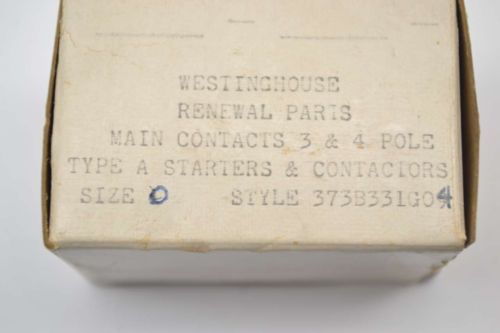 WESTINGHOUSE
RENEWAL PARTS
MAIN CONTACTS 3 & 4 POLE
TYPE A STARTERS & CONTACTORS
SIZE 0 STYLE 373B331G04